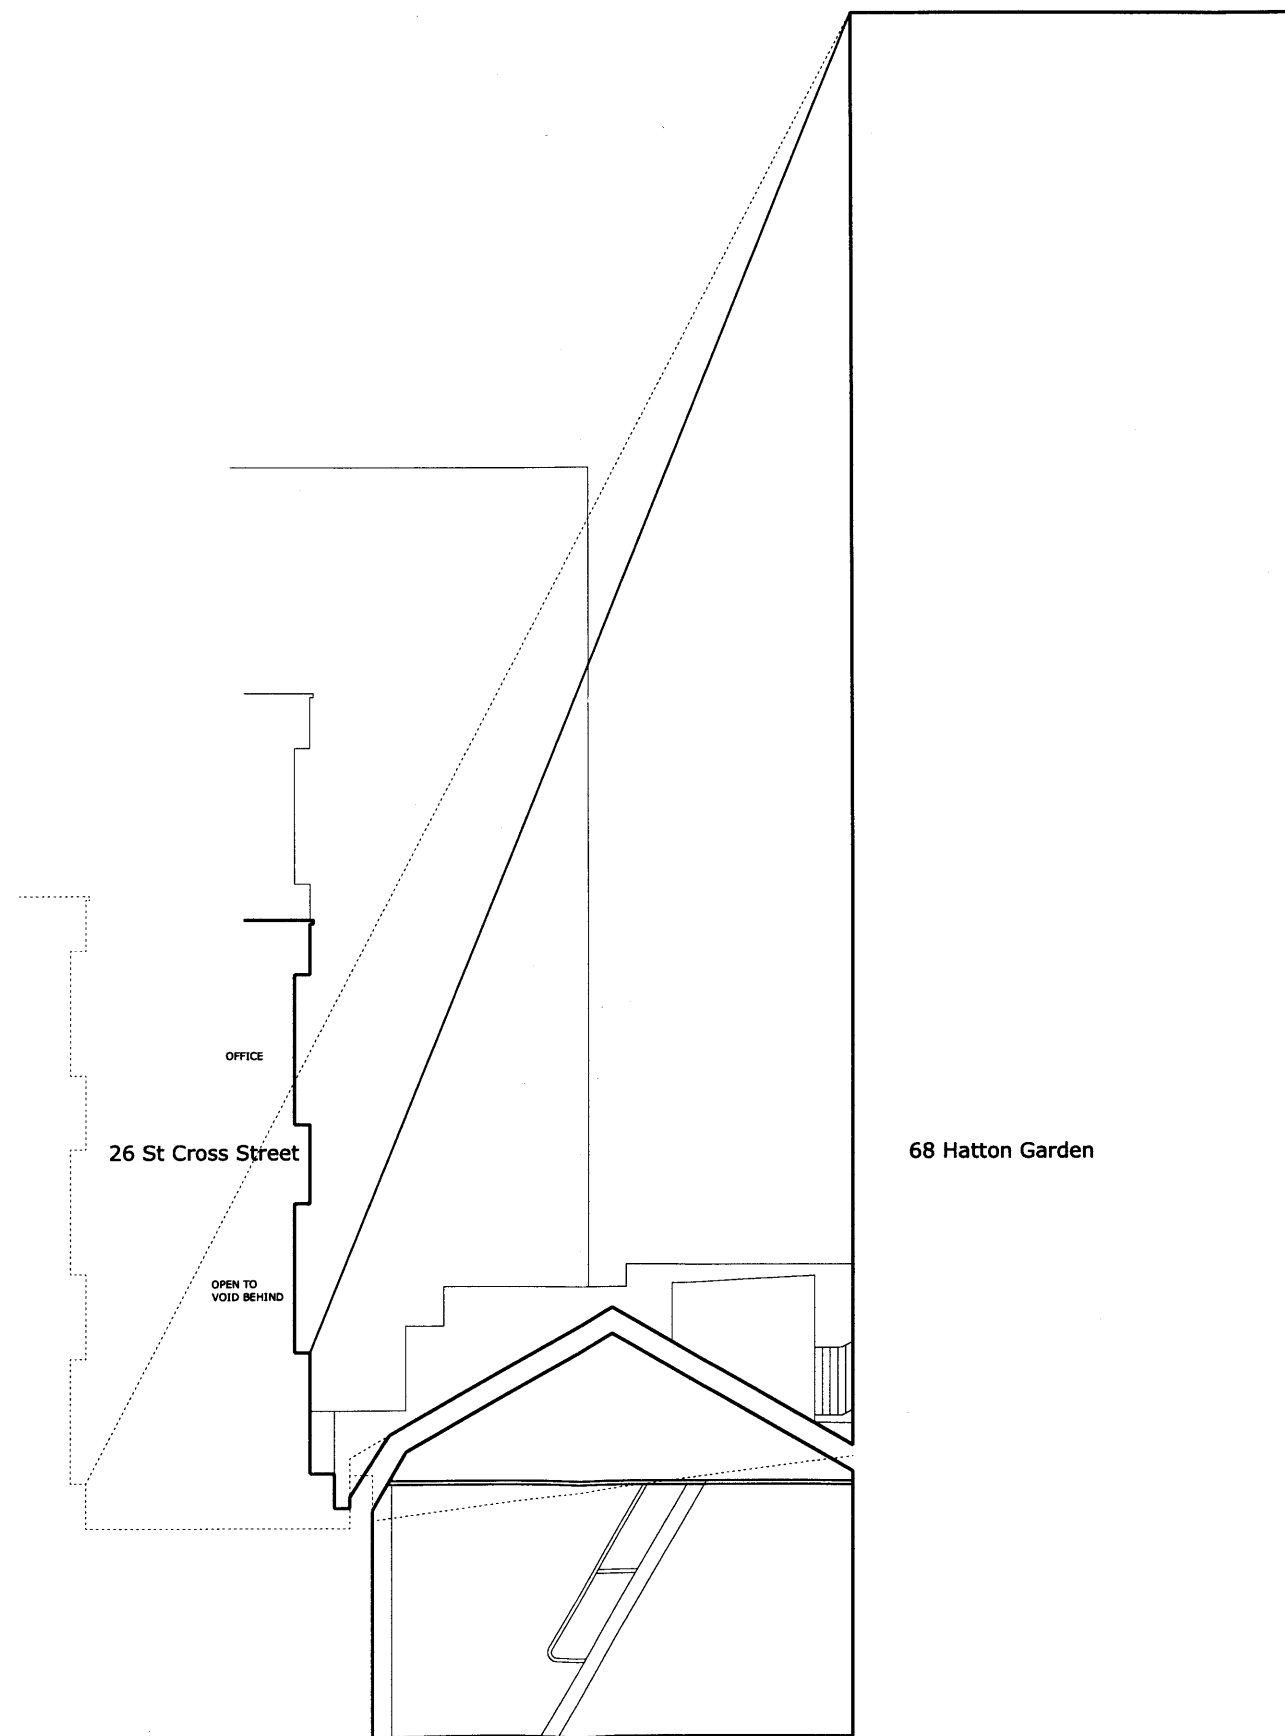 OFFICE
26 St Cross Street
68 Hatton Garden
OPEN TO
VOID BEHIND